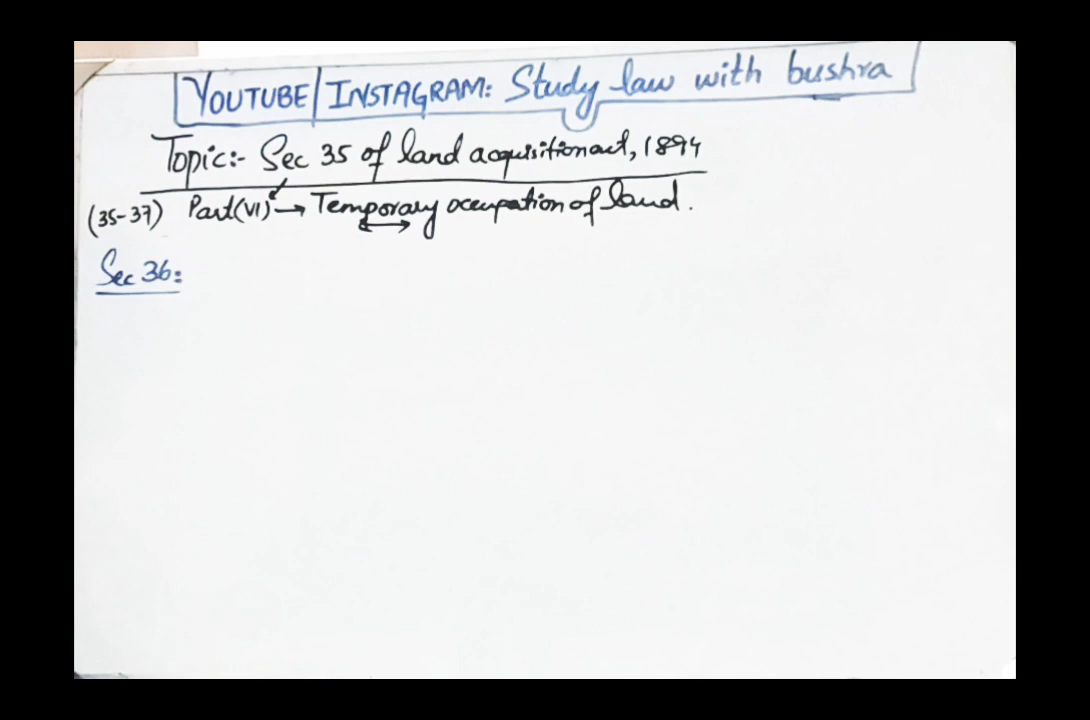 YOUTUBE/INSTAGRAM: Study law with bushra
Topic:- Sec 35 of land acquisition act, 1894
(35-37) Part(VI) → Temporary occupation of land.
Sec 36: